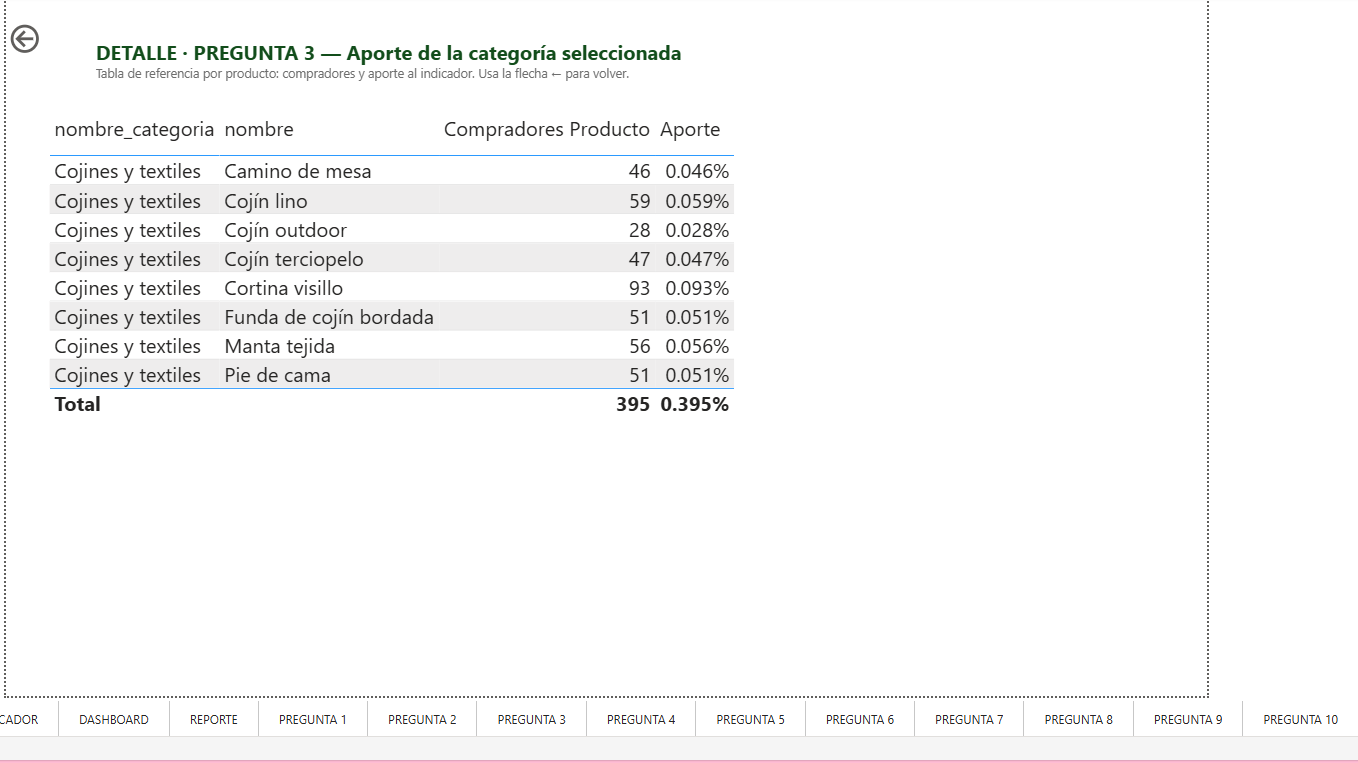 DETALLE · PREGUNTA 3 — Aporte de la categoría seleccionada
Tabla de referencia por producto: compradores y aporte al indicador. Usa la flecha ← para volver.
nombre_categoria nombre Compradores Producto Aporte
Cojines y textiles Camino de mesa 46 0.046%
Cojines y textiles Cojín lino 59 0.059%
Cojines y textiles Cojín outdoor 28 0.028%
Cojines y textiles Cojín terciopelo 47 0.047%
Cojines y textiles Cortina visillo 93 0.093%
Cojines y textiles Funda de cojín bordada 51 0.051%
Cojines y textiles Manta tejida 56 0.056%
Cojines y textiles Pie de cama 51 0.051%
Total 395 0.395%
CADOR DASHBOARD REPORTE PREGUNTA 1 PREGUNTA 2 PREGUNTA 3 PREGUNTA 4 PREGUNTA 5 PREGUNTA 6 PREGUNTA 7 PREGUNTA 8 PREGUNTA 9 PREGUNTA 10